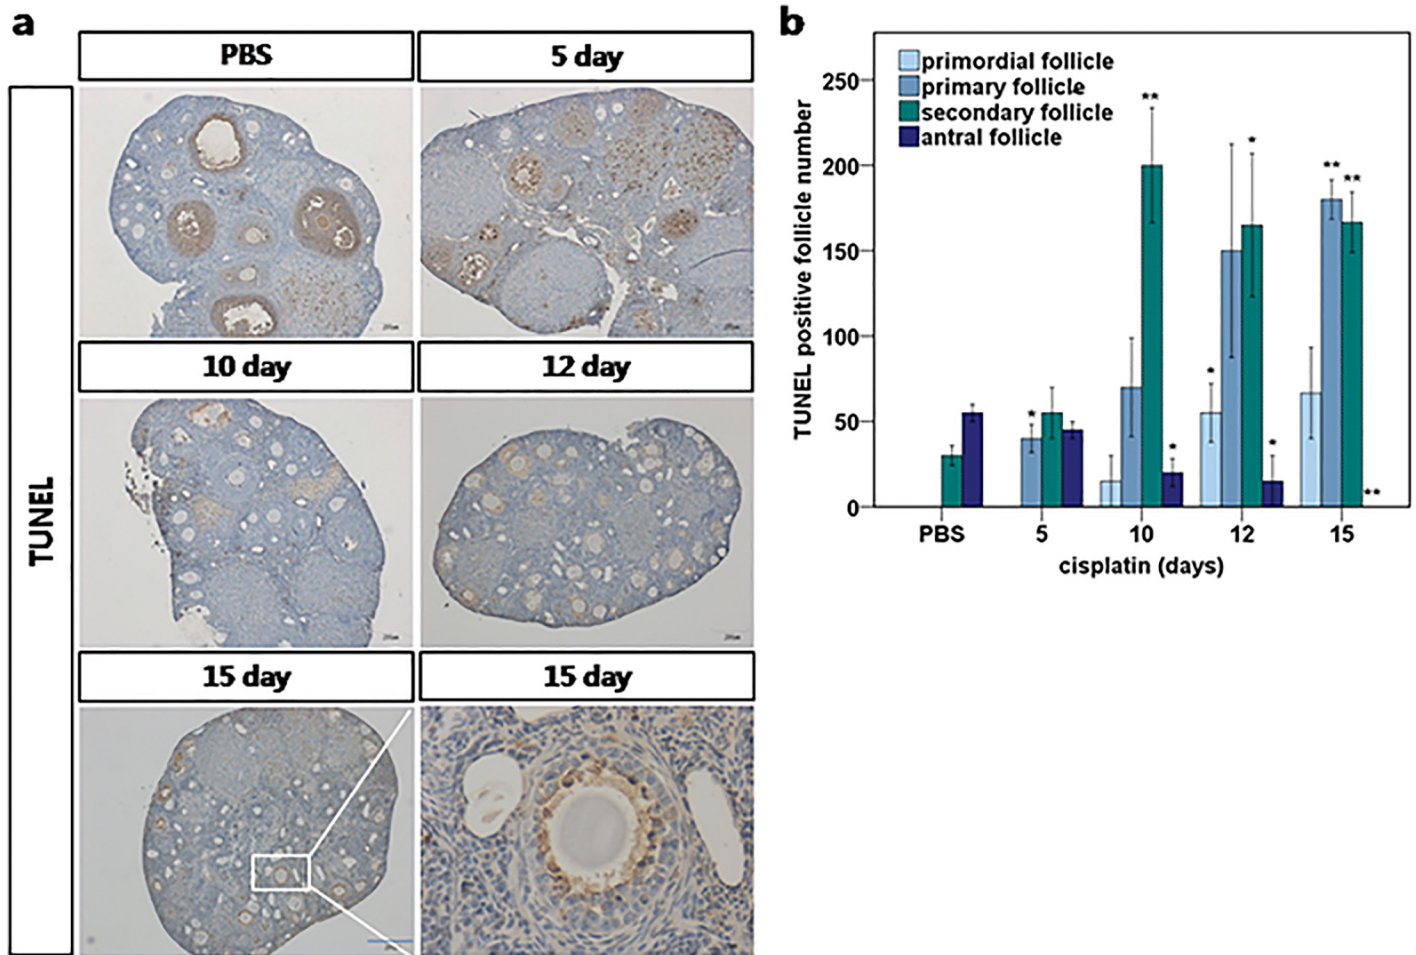 a
PBS
5 day
10 day
12 day
15 day
15 day
TUNEL
b
primordial follicle
primary follicle
secondary follicle
antral follicle
TUNEL positive follicle number
250
200
150
100
50
0
**
*
**
**
*
*
*
*
**
PBS
5
10
12
15
cisplatin (days)